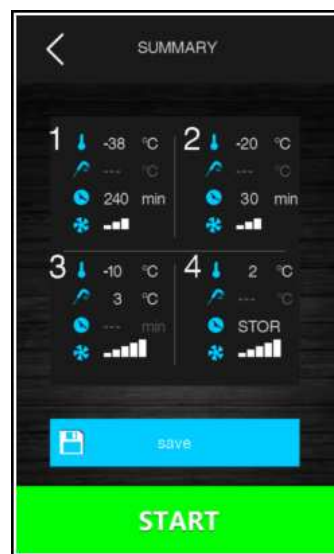 SUMMARY
1 -38 °C
--- °C
240 min
2 -20 °C
--- °C
30 min
3 -10 °C
3 °C
--- min
4 2 °C
--- °C
STOR
save
START